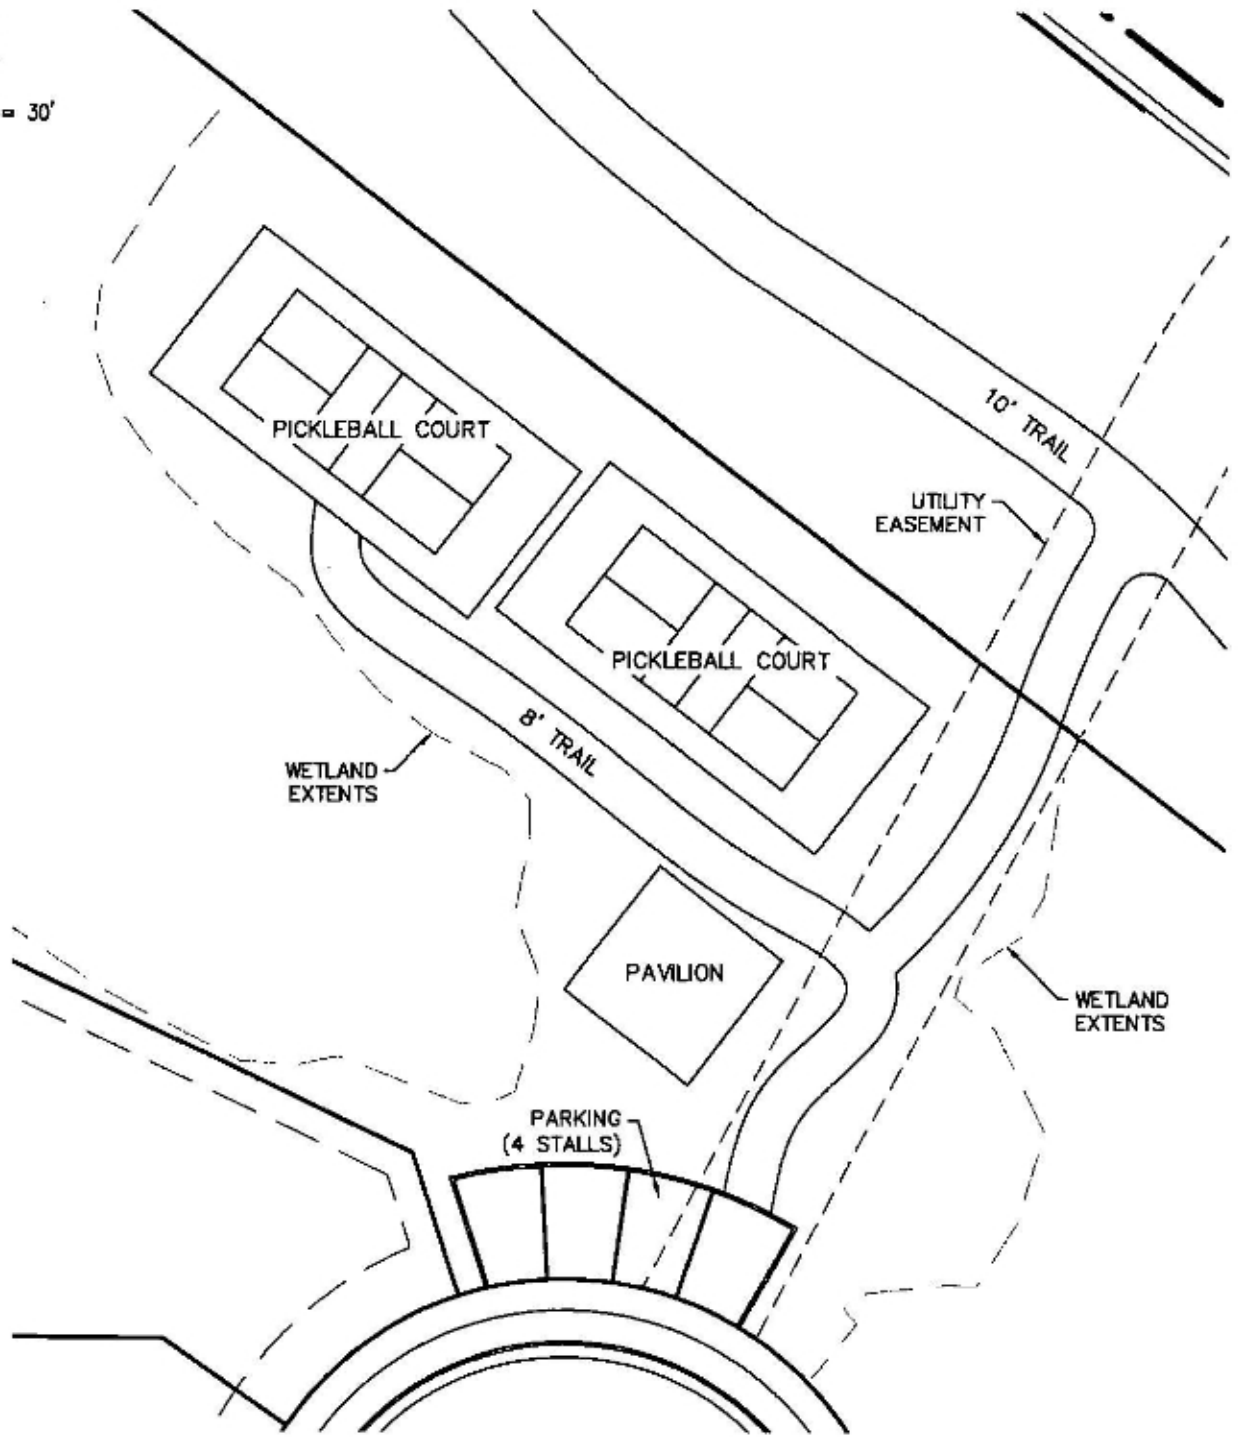 = 30'
PICKLEBALL COURT
10' TRAIL
UTILITY
EASEMENT
PICKLEBALL COURT
8' TRAIL
WETLAND
EXTENTS
PAVILION
WETLAND
EXTENTS
PARKING
(4 STALLS)